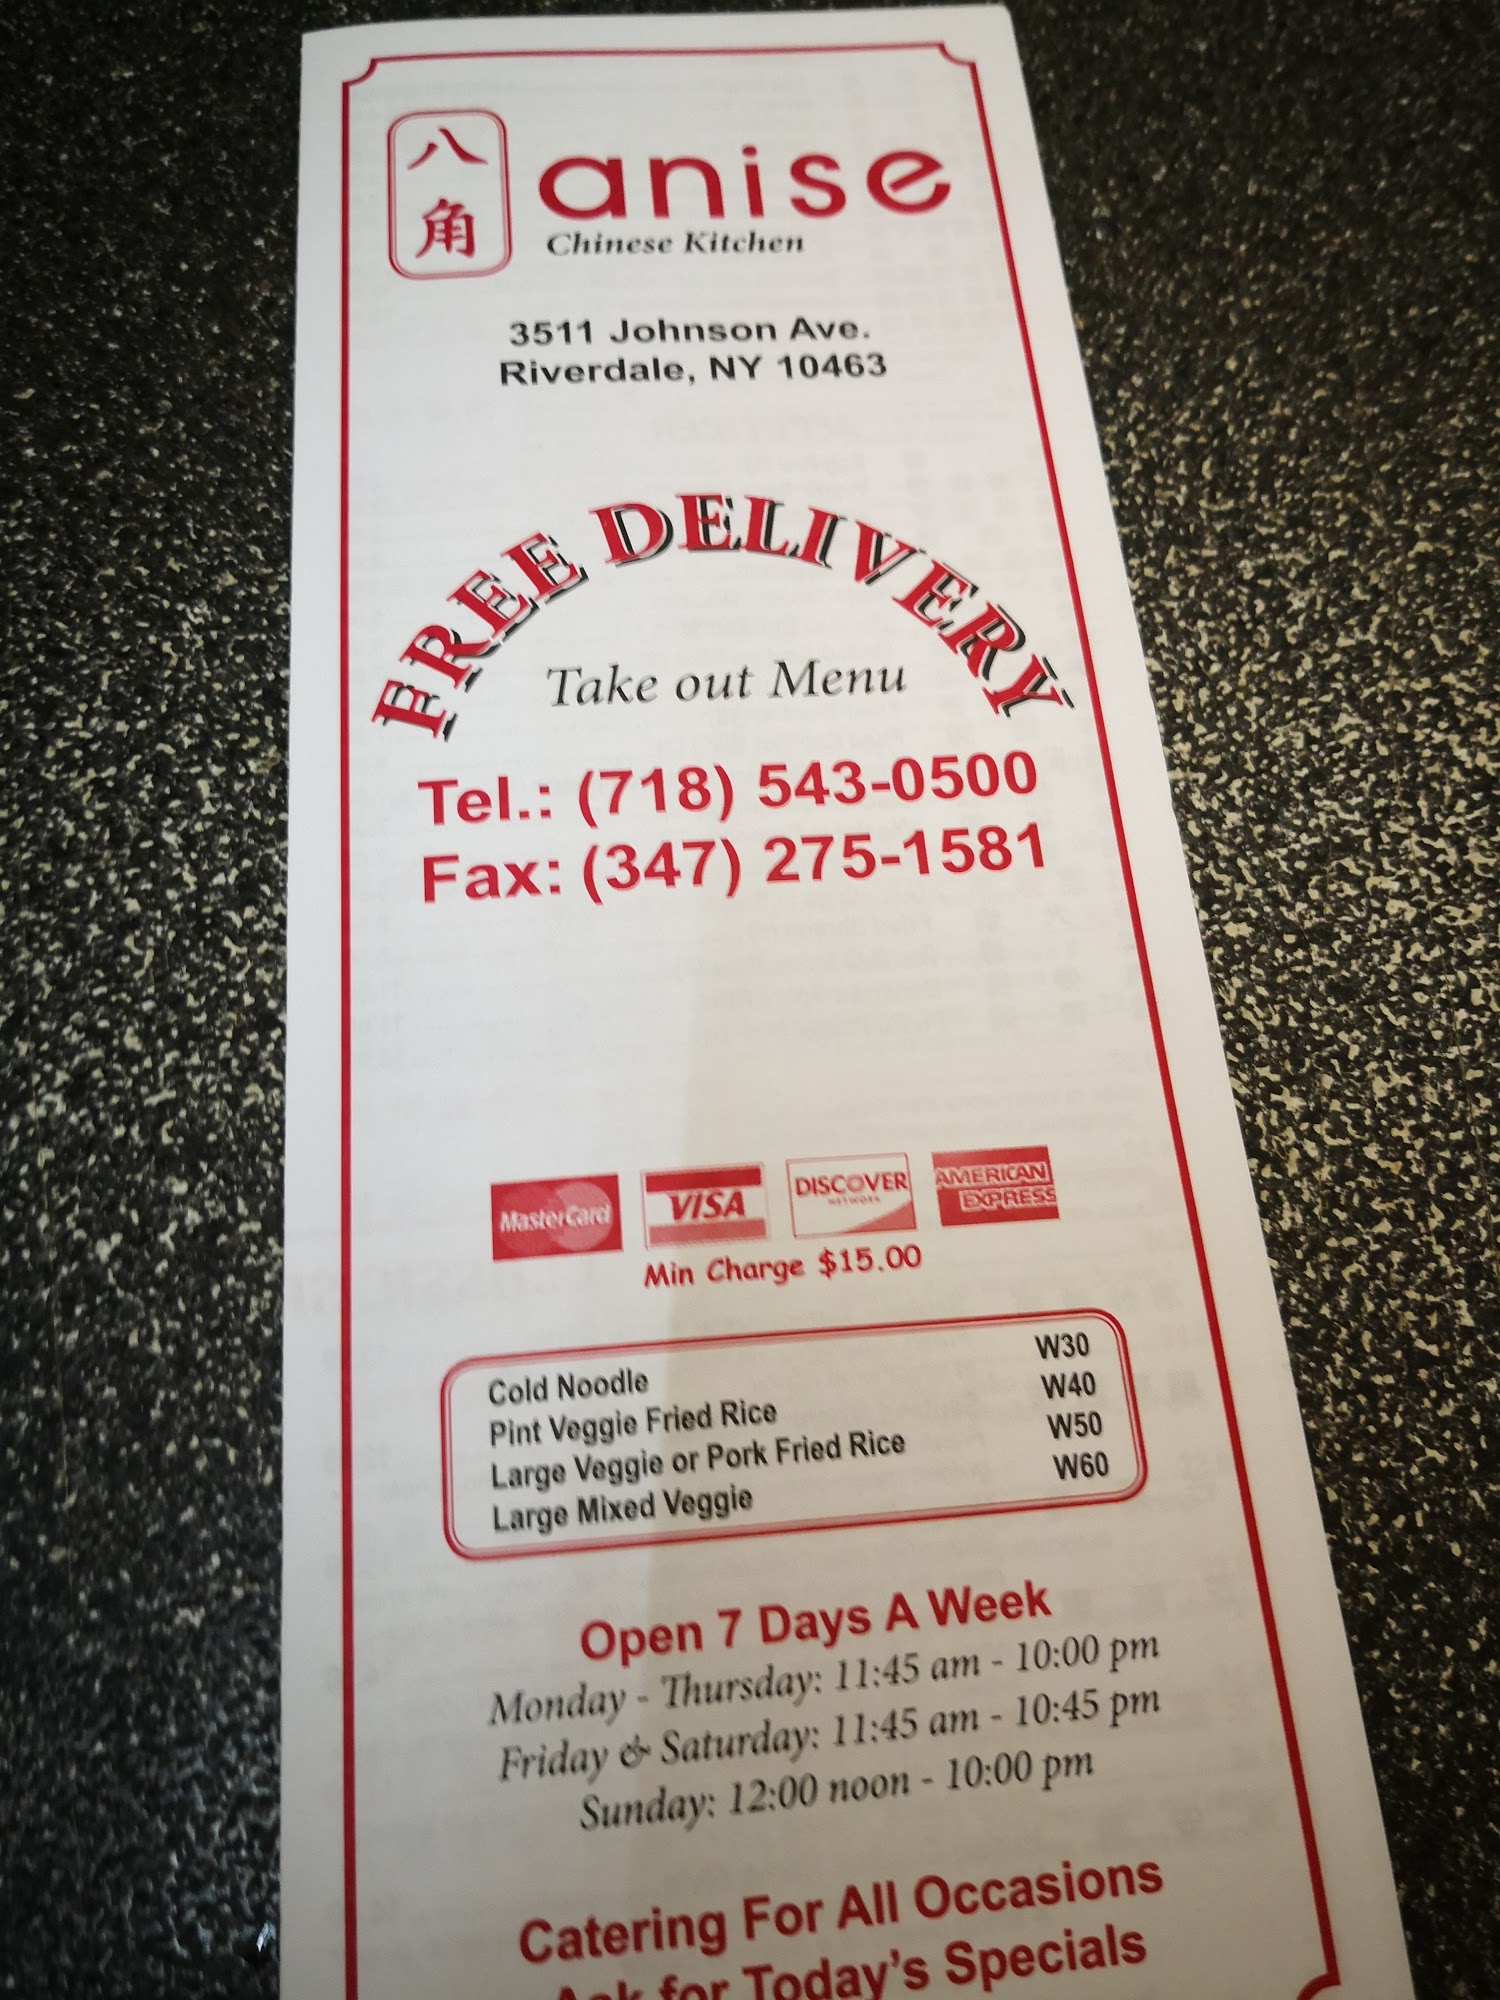 八
角
anise
Chinese Kitchen
3511 Johnson Ave.
Riverdale, NY 10463
FREE DELIVERY
Take out Menu
Tel.: (718) 543-0500
Fax: (347) 275-1581
MasterCard
VISA
DISCOVER
NETWORK
AMERICAN
EXPRESS
Min Charge $15.00
Cold Noodle W30
Pint Veggie Fried Rice W40
Large Veggie or Pork Fried Rice W50
Large Mixed Veggie W60
Open 7 Days A Week
Monday - Thursday: 11:45 am - 10:00 pm
Friday & Saturday: 11:45 am - 10:45 pm
Sunday: 12:00 noon - 10:00 pm
Catering For All Occasions
Ask for Today's Specials